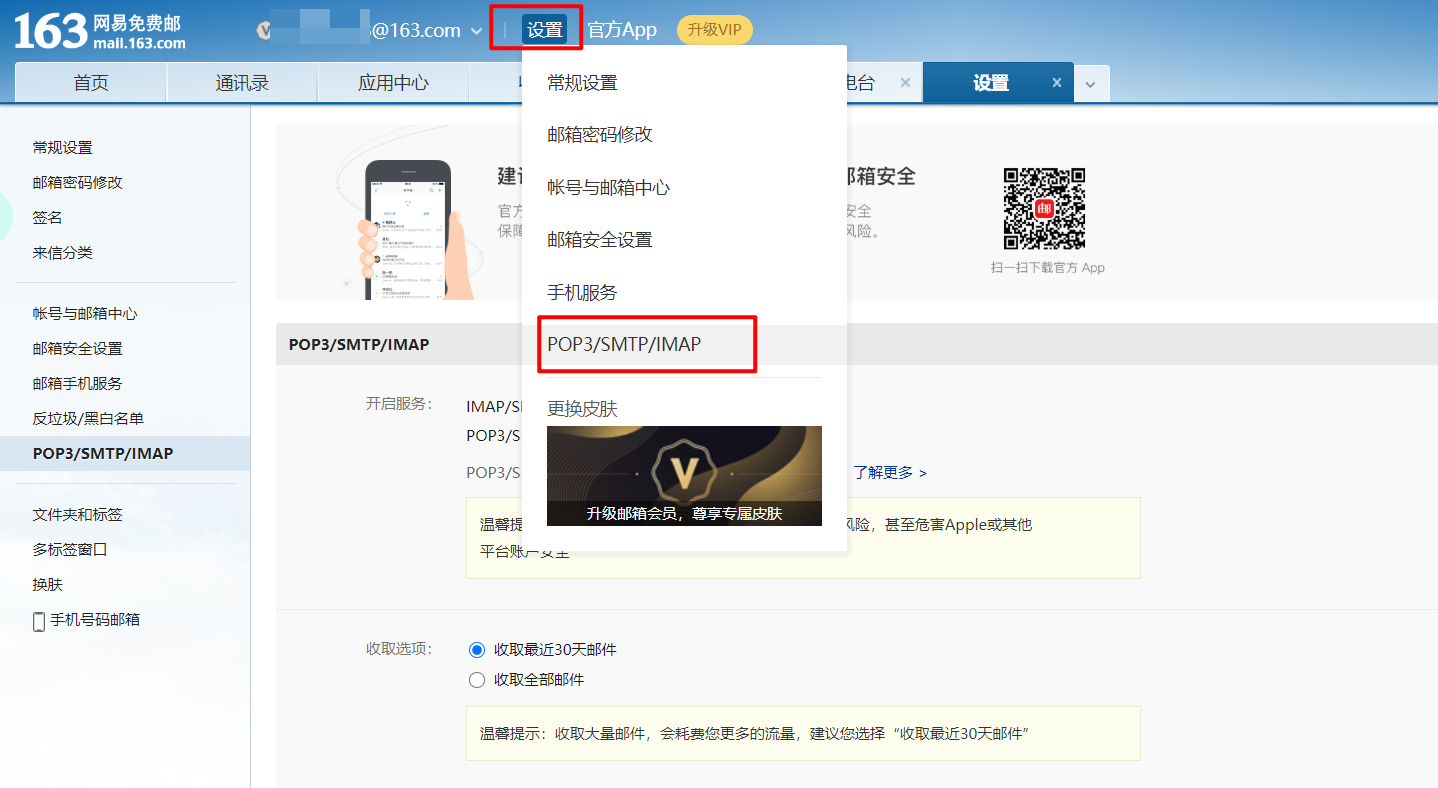 163 网易免费邮
mail.163.com
@163.com
设置
官方App
升级VIP
首页
通讯录
应用中心
电台
设置
常规设置
邮箱密码修改
帐号与邮箱中心
邮箱安全设置
手机服务
POP3/SMTP/IMAP
更换皮肤
升级邮箱会员，尊享专属皮肤
常规设置
邮箱密码修改
签名
来信分类
帐号与邮箱中心
邮箱安全设置
邮箱手机服务
反垃圾/黑白名单
POP3/SMTP/IMAP
文件夹和标签
多标签窗口
换肤
手机号码邮箱
建
邮箱安全
官方
安全
保障
风险。
邮
扫一扫下载官方 App
POP3/SMTP/IMAP
开启服务：
IMAP/S
POP3/S
POP3/S
了解更多 >
温馨提
风险，甚至危害Apple或其他
平台账户安全
收取选项：
收取最近30天邮件
收取全部邮件
温馨提示：收取大量邮件，会耗费您更多的流量，建议您选择“收取最近30天邮件”